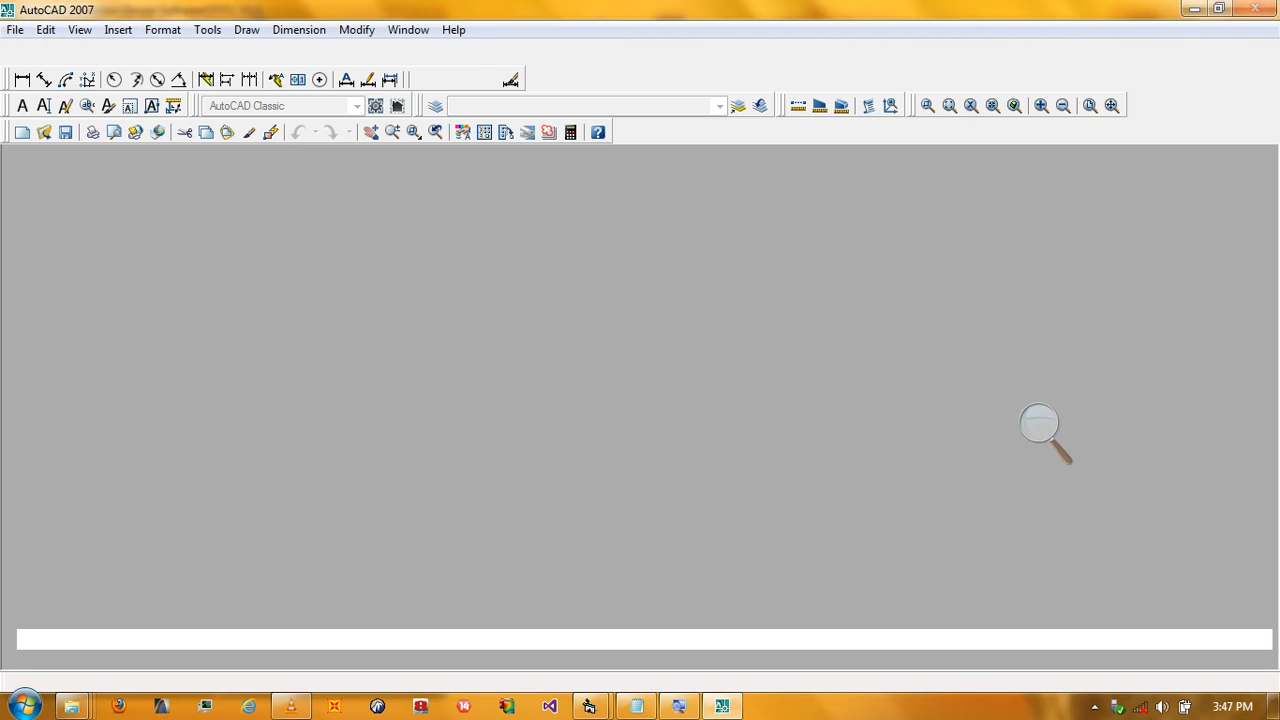 AutoCAD 2007
File Edit View Insert Format Tools Draw Dimension Modify Window Help
AutoCAD Classic
3:47 PM